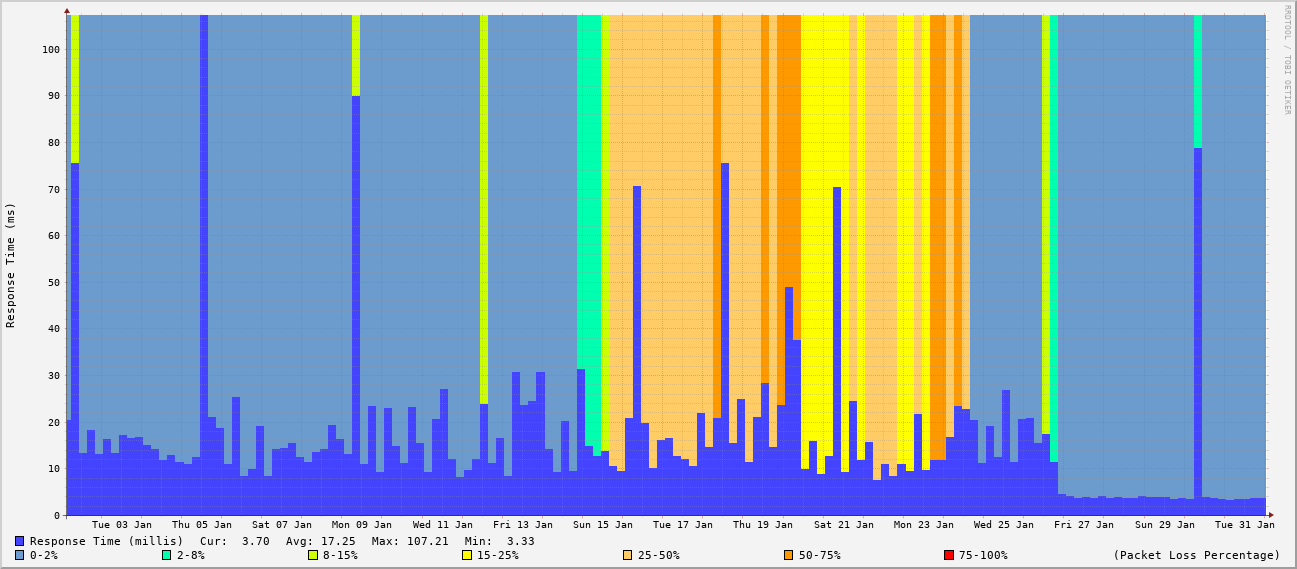 RRDTOOL / TOBI OETIKER
Response Time (ms)
100
90
80
70
60
50
40
30
20
10
0
Tue 03 Jan Thu 05 Jan Sat 07 Jan Mon 09 Jan Wed 11 Jan Fri 13 Jan Sun 15 Jan Tue 17 Jan Thu 19 Jan Sat 21 Jan Mon 23 Jan Wed 25 Jan Fri 27 Jan Sun 29 Jan Tue 31 Jan
Response Time (millis) Cur: 3.70 Avg: 17.25 Max: 107.21 Min: 3.33
0-2% 2-8% 8-15% 15-25% 25-50% 50-75% 75-100% (Packet Loss Percentage)